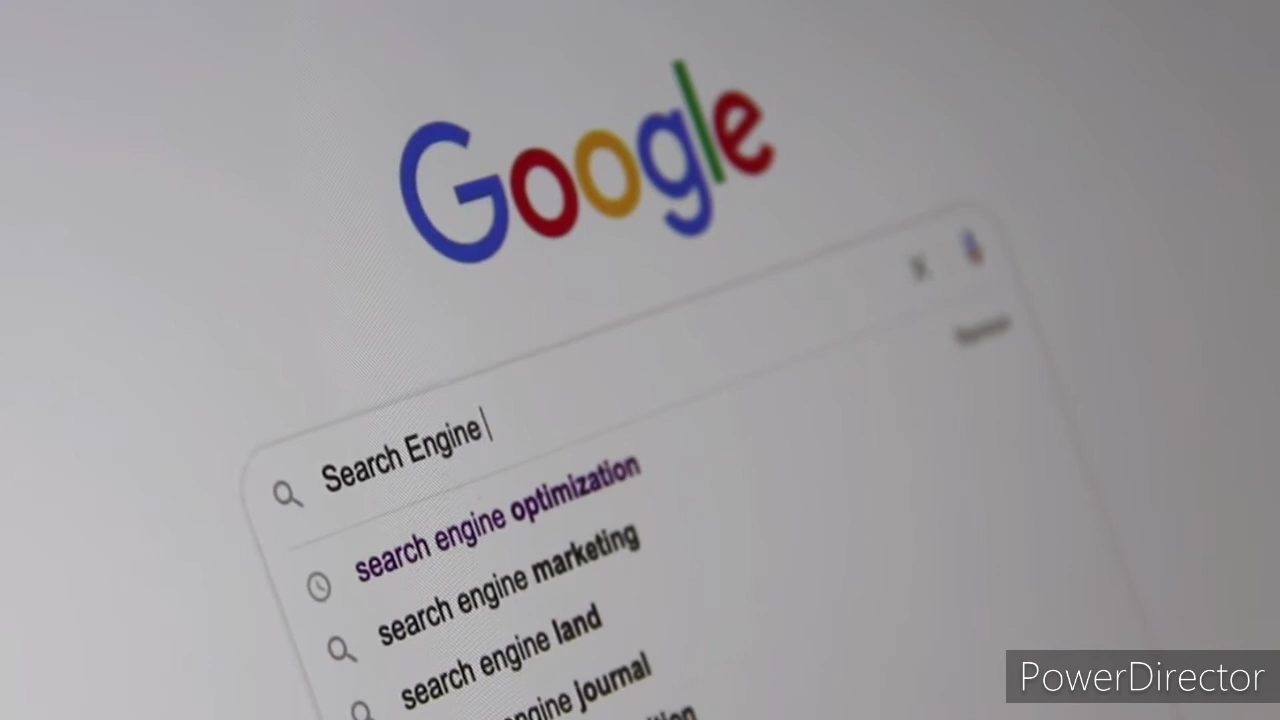 Google
Search Engine
search engine optimization
search engine marketing
search engine land
engine journal
PowerDirector